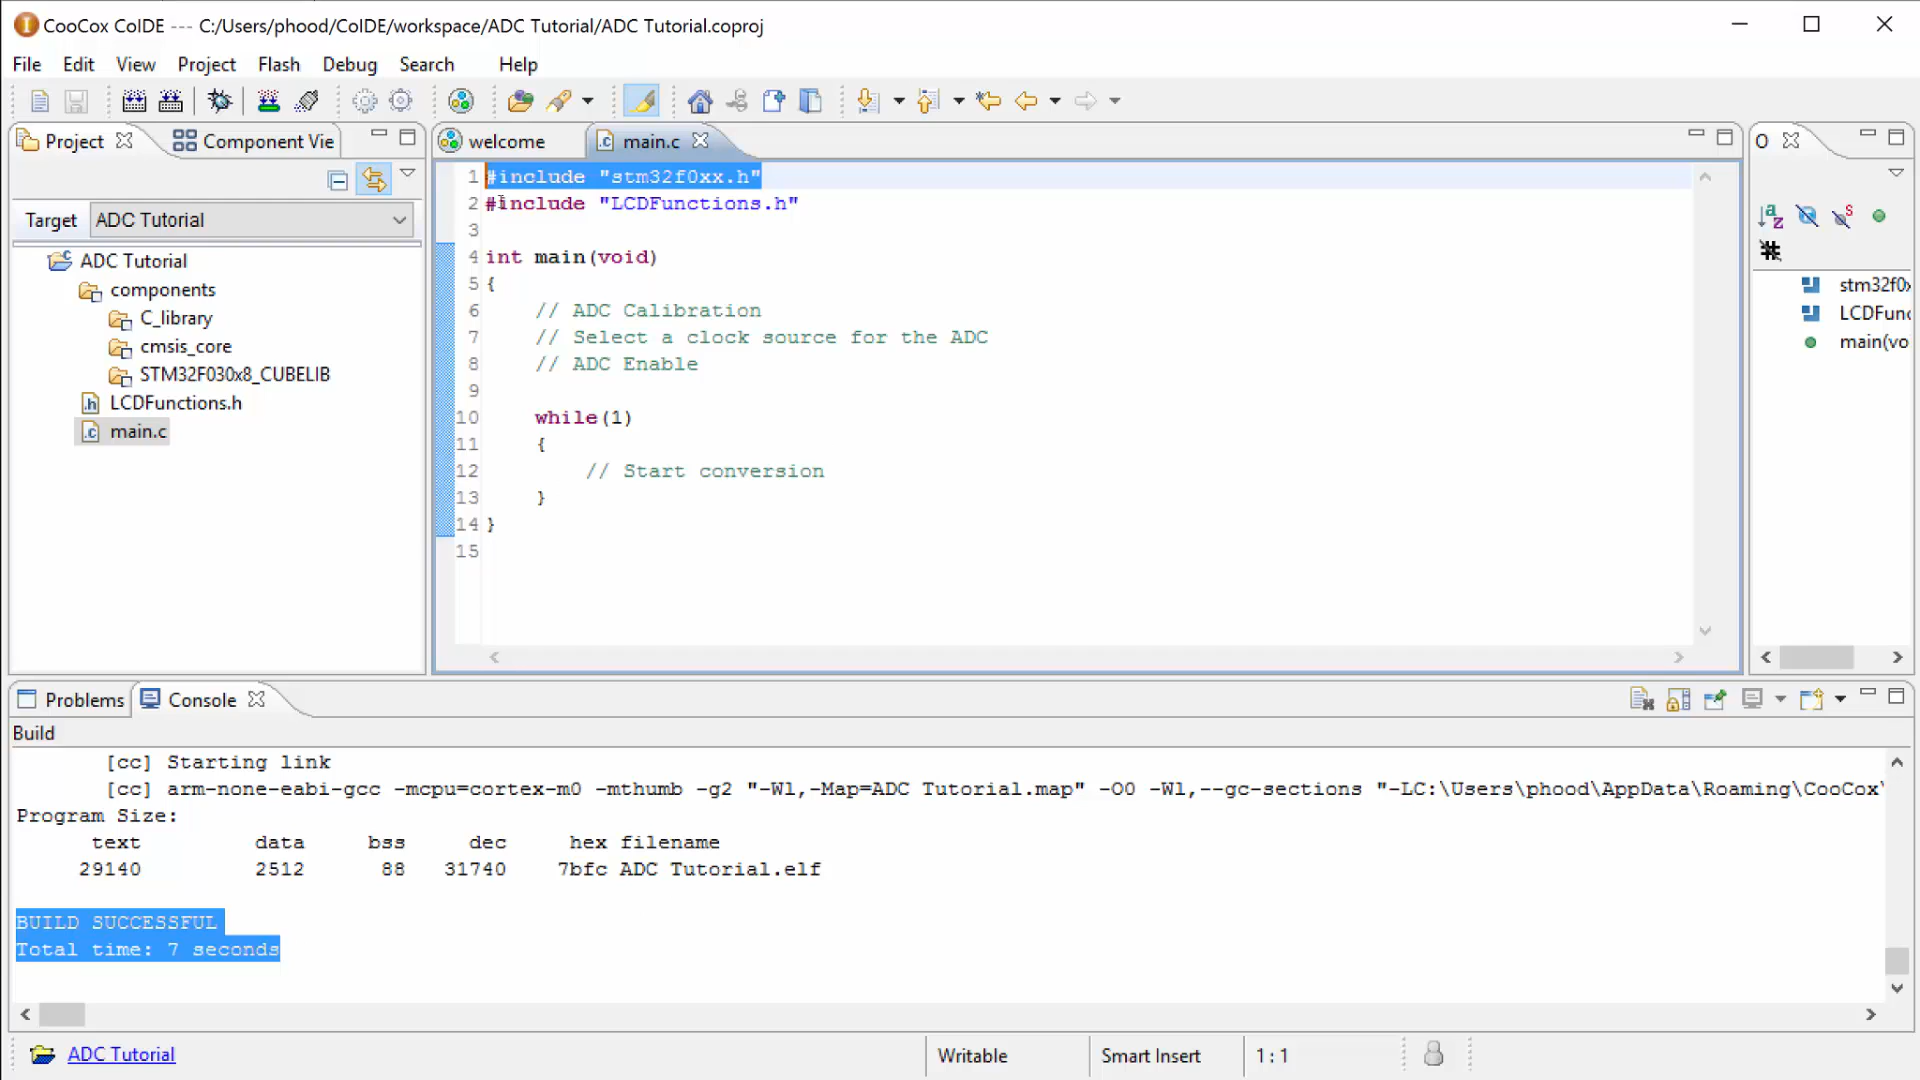 CooCox CoIDE --- C:/Users/phood/CoIDE/workspace/ADC Tutorial/ADC Tutorial.coproj
File Edit View Project Flash Debug Search Help
Project Component Vie
welcome main.c
O
Target ADC Tutorial
ADC Tutorial
components
C_library
cmsis_core
STM32F030x8_CUBELIB
LCDFunctions.h
main.c
1 #include "stm32f0xx.h"
2 #include "LCDFunctions.h"
3
4 int main(void)
5 {
6 // ADC Calibration
7 // Select a clock source for the ADC
8 // ADC Enable
9
10 while(1)
11 {
12 // Start conversion
13 }
14 }
15
stm32f0x
LCDFunc
main(vo
Problems Console
Build
[cc] Starting link
[cc] arm-none-eabi-gcc -mcpu=cortex-m0 -mthumb -g2 "-Wl,-Map=ADC Tutorial.map" -O0 -Wl,--gc-sections "-LC:\Users\phood\AppData\Roaming\CooCox\
Program Size:
text data bss dec hex filename
29140 2512 88 31740 7bfc ADC Tutorial.elf
BUILD SUCCESSFUL
Total time: 7 seconds
ADC Tutorial
Writable Smart Insert 1 : 1